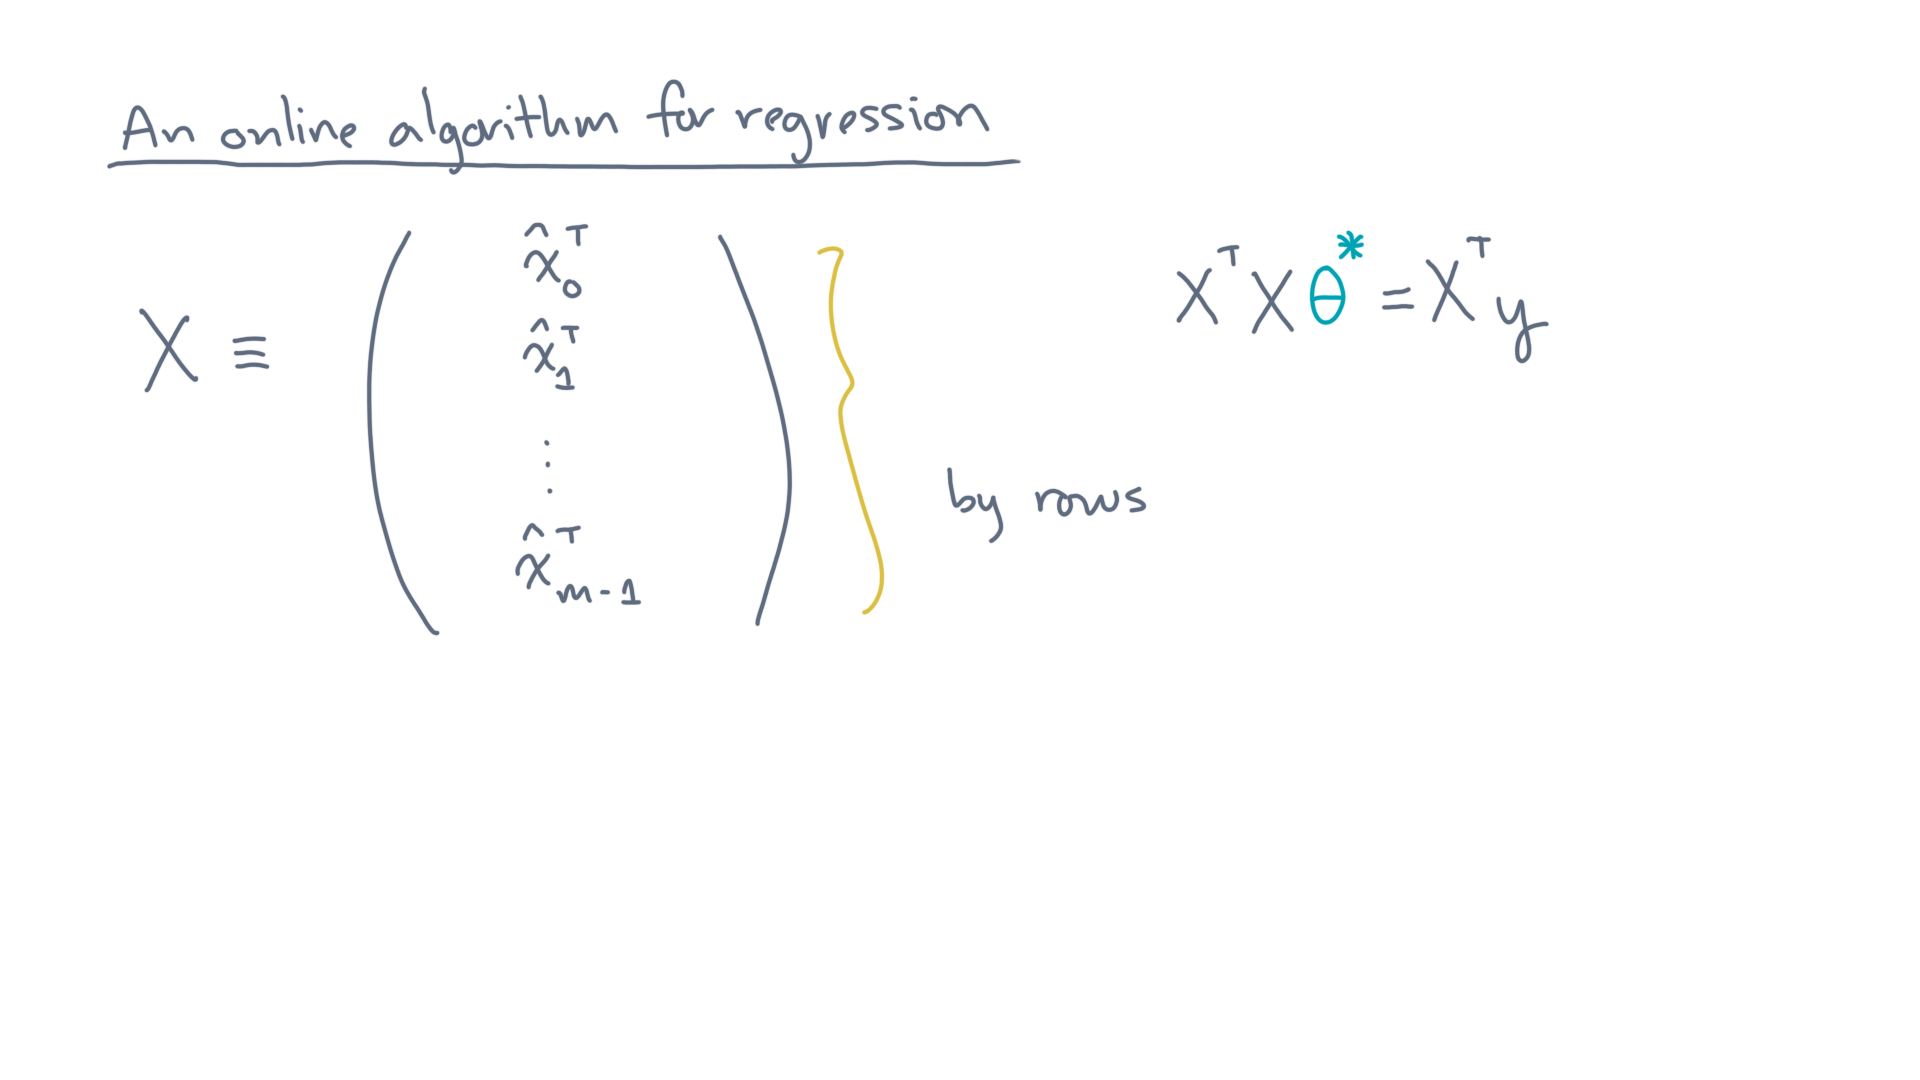 An online algorithm for regression
X ≡ ( x̂₀ᵀ
x̂₁ᵀ
⋮
x̂ₘ₋₁ᵀ ) } by rows
XᵀXθ* = Xᵀy